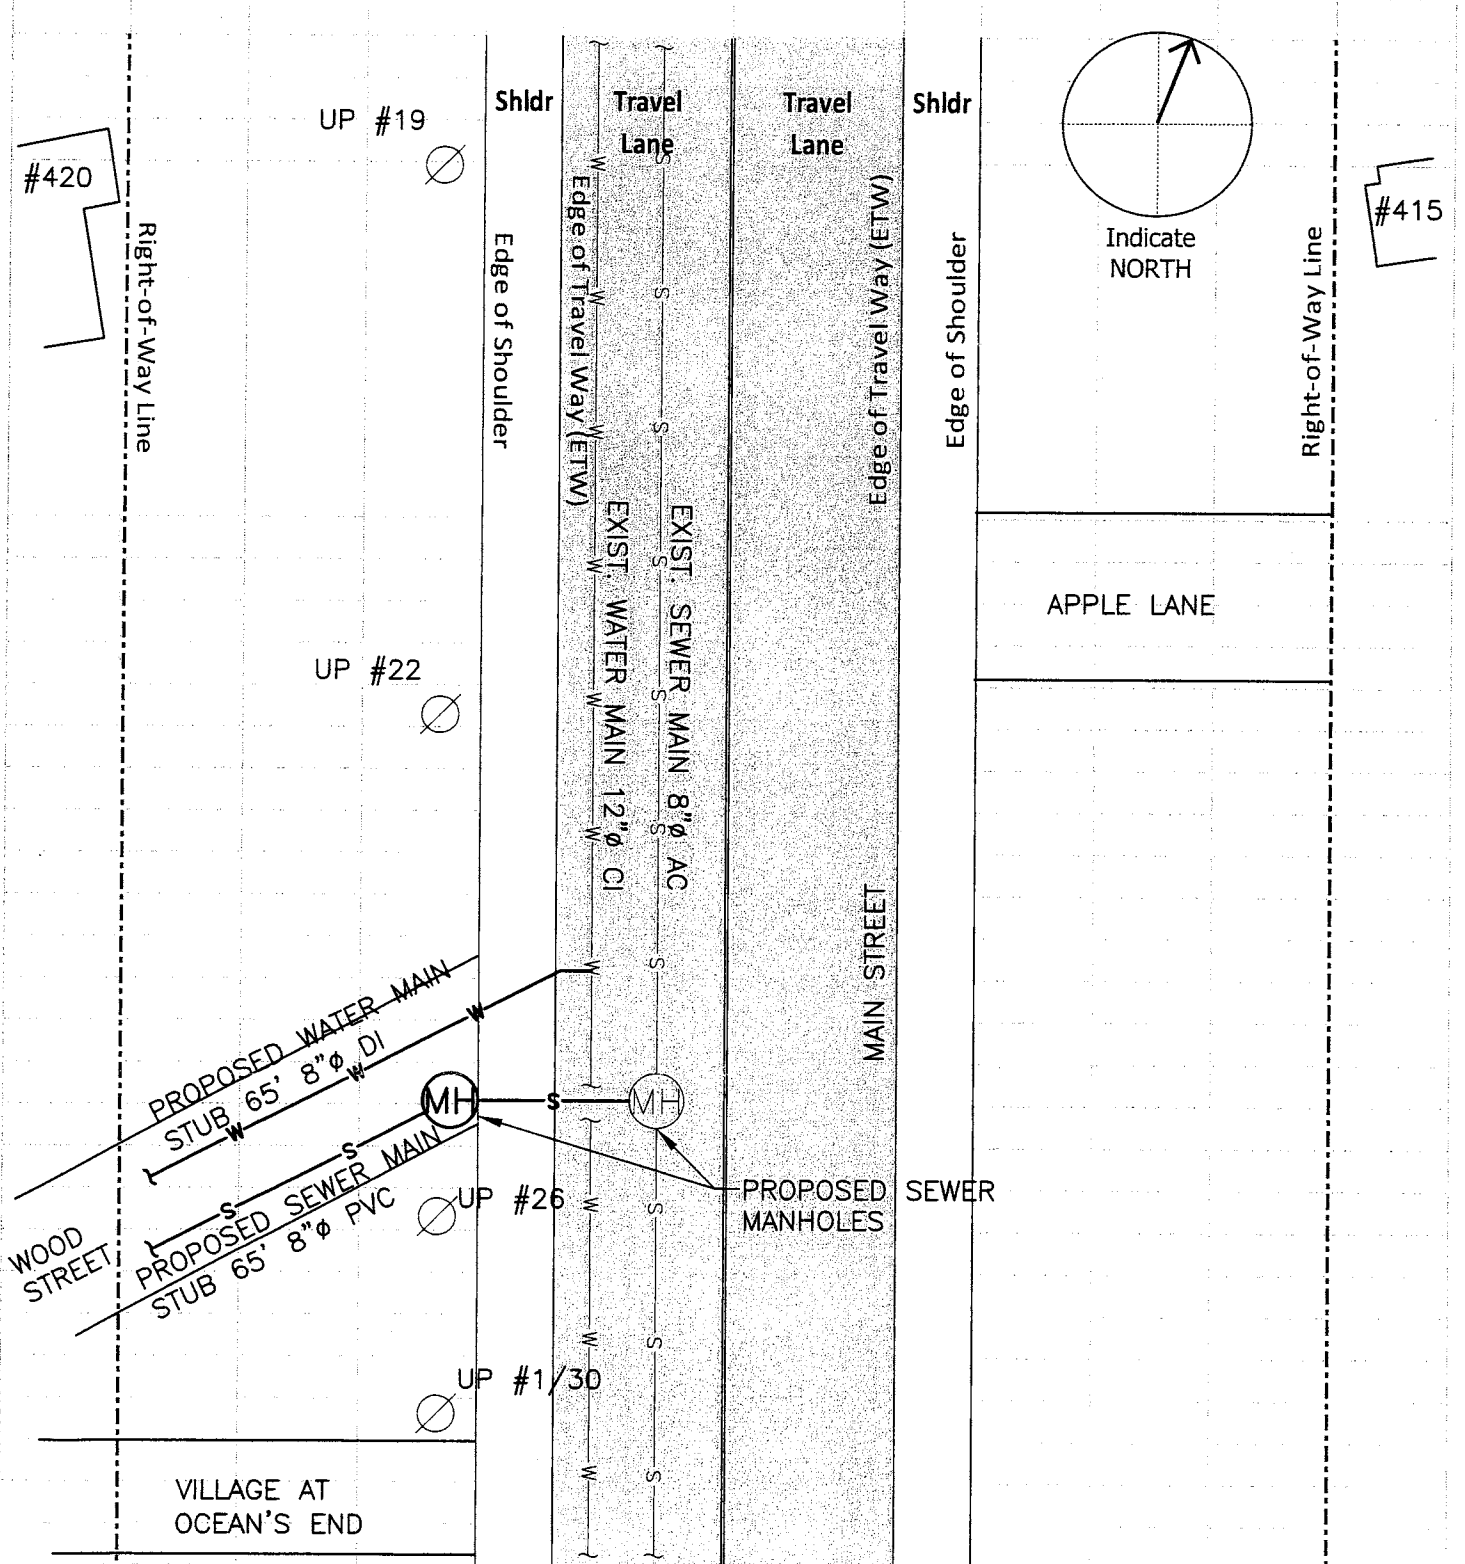 Shldr
Travel
Lane
Travel
Lane
Shldr
UP #19
#420
#415
Indicate
NORTH
Right-of-Way Line
Edge of Shoulder
Edge of Travel Way (ETW)
Edge of Travel Way (ETW)
Edge of Shoulder
Right-of-Way Line
W
S
W
S
W
S
W
S
W
S
W
S
W
S
EXIST. WATER MAIN 12"ø CI
EXIST. SEWER MAIN 8"ø AC
APPLE LANE
UP #22
MAIN STREET
PROPOSED WATER MAIN
STUB 65' 8"ø DI
W
W
W
MH
S
MH
S
S
PROPOSED SEWER MAIN
STUB 65' 8"ø PVC
WOOD
STREET
UP #26
PROPOSED SEWER
MANHOLES
W
S
W
S
UP #1/30
W
S
VILLAGE AT
OCEAN'S END